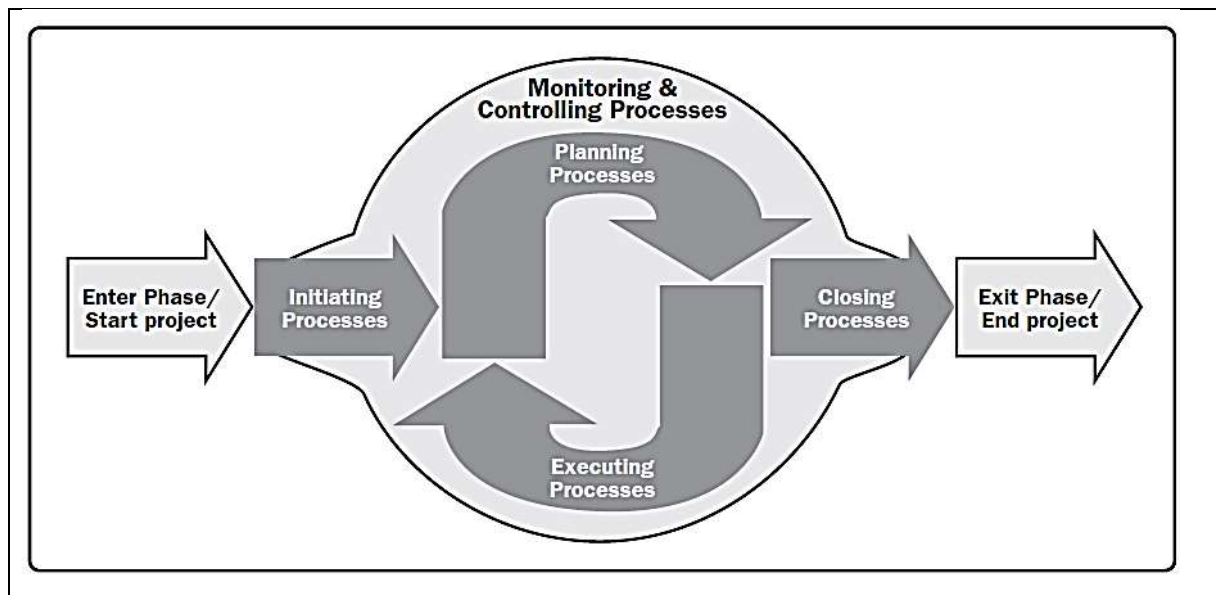 Monitoring &
Controlling Processes
Planning
Processes
Enter Phase/
Start project
Initiating
Processes
Closing
Processes
Exit Phase/
End project
Executing
Processes